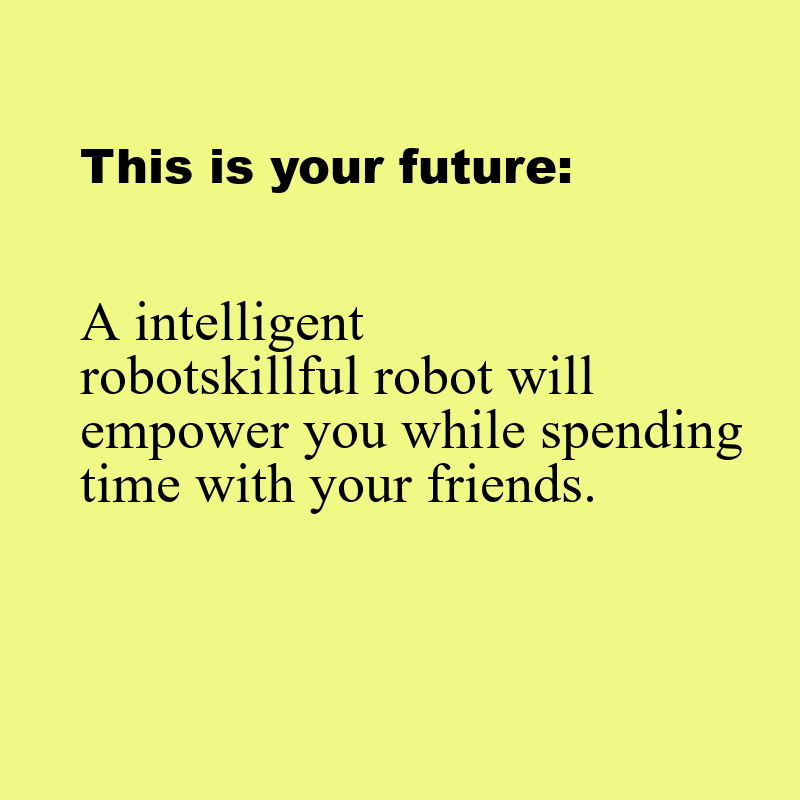 This is your future:
A intelligent
robotskillful robot will
empower you while spending
time with your friends.